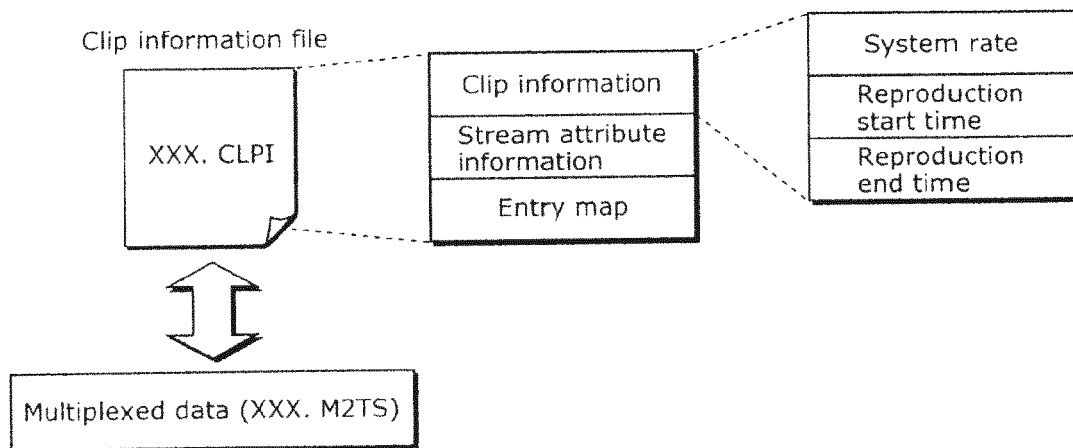 Clip information file
XXX. CLPI
Clip information
Stream attribute
information
Entry map
System rate
Reproduction
start time
Reproduction
end time
Multiplexed data (XXX. M2TS)